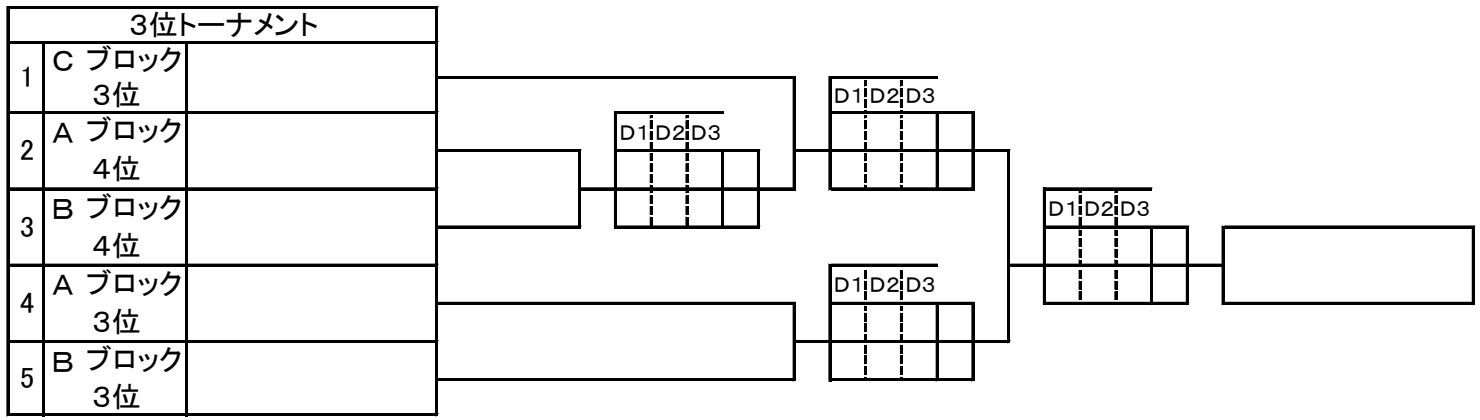 ３位トーナメント
1 C ブロック
３位
D1 D2 D3
2 A ブロック
４位
D1 D2 D3
3 B ブロック
４位
D1 D2 D3
4 A ブロック
３位
D1 D2 D3
5 B ブロック
３位